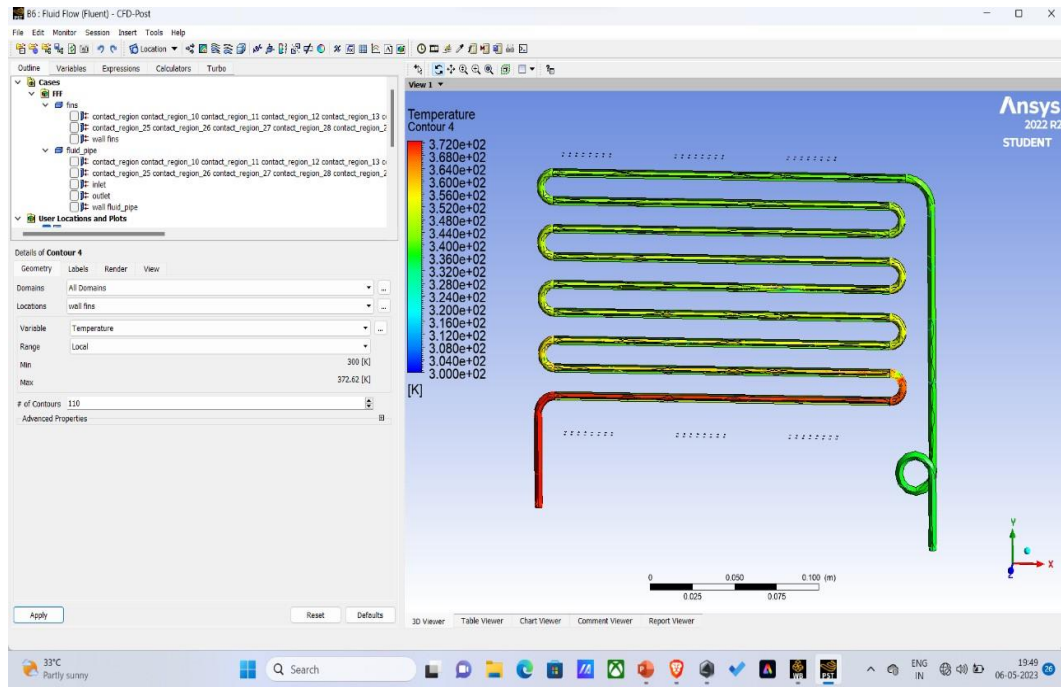 B6 : Fluid Flow (Fluent) - CFD-Post
File Edit Monitor Session Insert Tools Help
Location
Outline Variables Expressions Calculators Turbo
Cases
FFF
fins
contact_region contact_region_10 contact_region_11 contact_region_12 contact_region_13 c
contact_region_25 contact_region_26 contact_region_27 contact_region_28 contact_region_2
wall fins
fluid_pipe
contact_region contact_region_10 contact_region_11 contact_region_12 contact_region_13 c
contact_region_25 contact_region_26 contact_region_27 contact_region_28 contact_region_2
inlet
outlet
wall fluid_pipe
User Locations and Plots
Details of Contour 4
Geometry Labels Render View
Domains All Domains ...
Locations wall fins ...
Variable Temperature ...
Range Local
Min 300 [K]
Max 372.62 [K]
# of Contours 110
Advanced Properties
Apply Reset Defaults
View 1
Temperature
Contour 4
3.720e+02
3.680e+02
3.640e+02
3.600e+02
3.560e+02
3.520e+02
3.480e+02
3.440e+02
3.400e+02
3.360e+02
3.320e+02
3.280e+02
3.240e+02
3.200e+02
3.160e+02
3.120e+02
3.080e+02
3.040e+02
3.000e+02
[K]
Ansys
2022 R2
STUDENT
Y
X
Z
0 0.050 0.100 (m)
0.025 0.075
3D Viewer Table Viewer Chart Viewer Comment Viewer Report Viewer
33°C
Partly sunny
Search
WB
PST
ENG
IN
19:49
06-05-2023
26